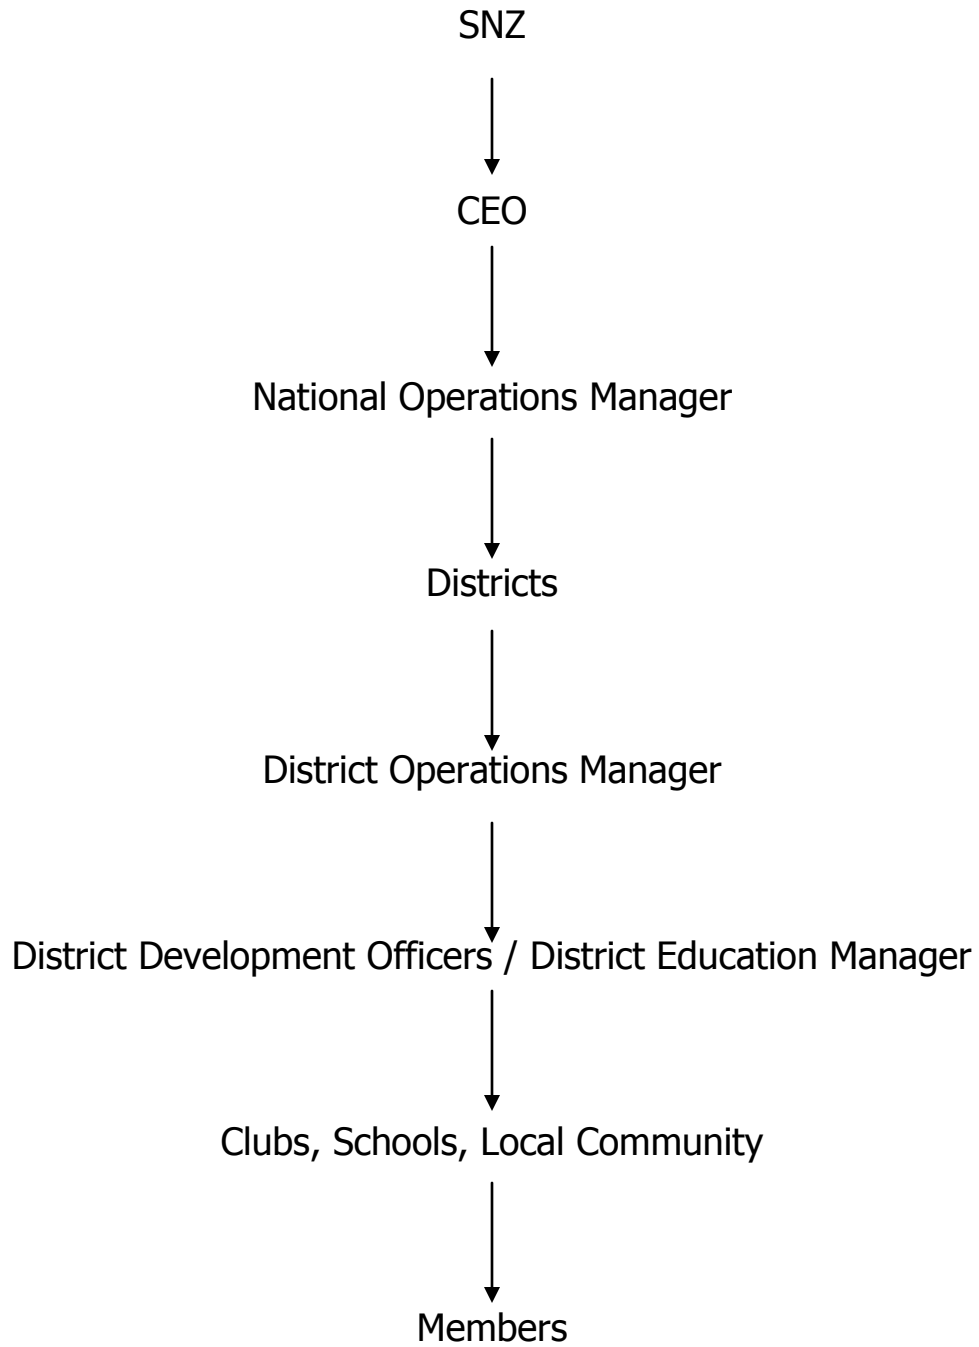 SNZ
CEO
National Operations Manager
Districts
District Operations Manager
District Development Officers / District Education Manager
Clubs, Schools, Local Community
Members